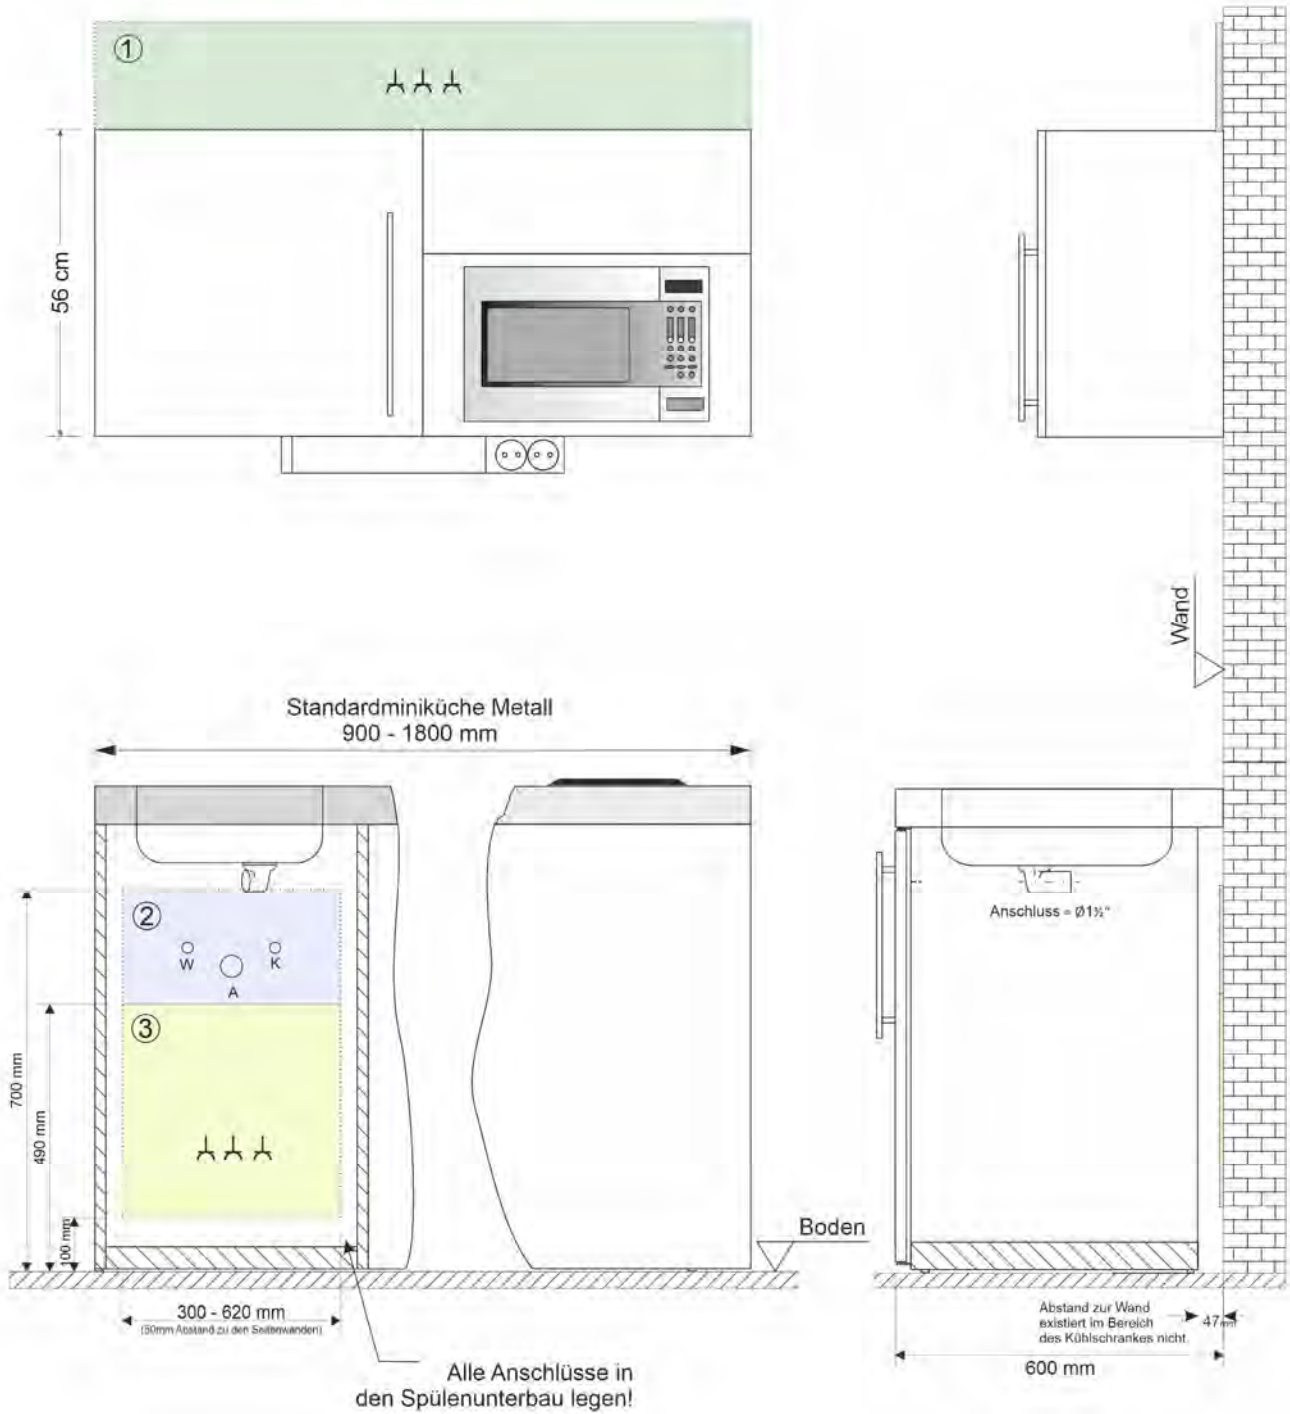 ①
56 cm
Wand
Standardminiküche Metall
900 - 1800 mm
②
W
K
A
③
700 mm
490 mm
100 mm
Anschluss = Ø1½"
Boden
300 - 620 mm
(50mm Abstand zu den Seitenwänden)
Alle Anschlüsse in
den Spülenunterbau legen!
Abstand zur Wand
existiert im Bereich
des Kühlschrankes nicht.
47mm
600 mm